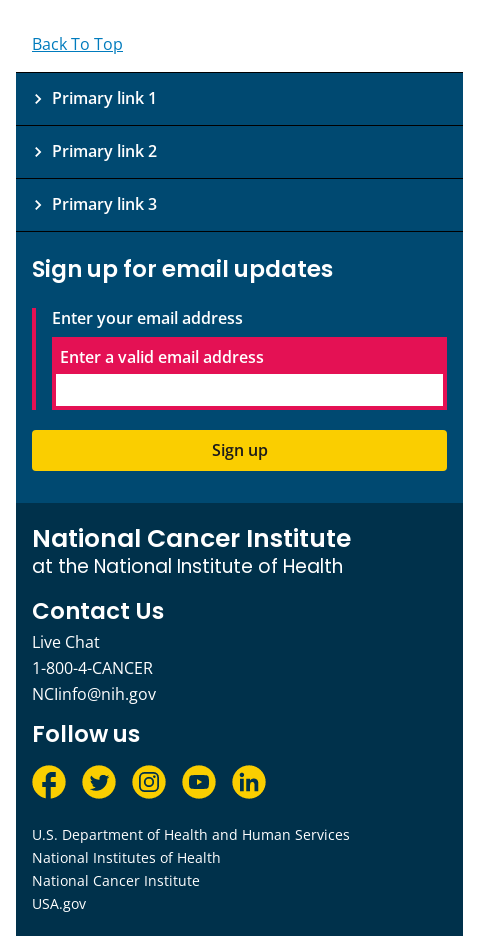 Back To Top
Primary link 1
Primary link 2
Primary link 3
Sign up for email updates
Enter your email address
Enter a valid email address
Sign up
National Cancer Institute
at the National Institute of Health
Contact Us
Live Chat
1-800-4-CANCER
NCIinfo@nih.gov
Follow us
U.S. Department of Health and Human Services
National Institutes of Health
National Cancer Institute
USA.gov